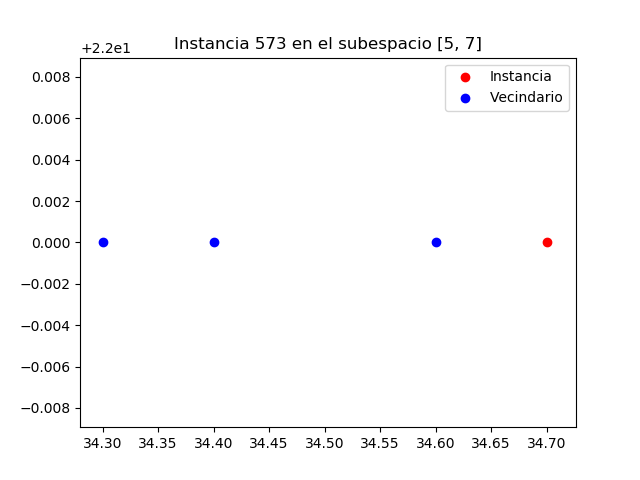 Instancia 573 en el subespacio [5, 7]
+2.2e1
Instancia
Vecindario
0.008
0.006
0.004
0.002
0.000
−0.002
−0.004
−0.006
−0.008
34.30 34.35 34.40 34.45 34.50 34.55 34.60 34.65 34.70